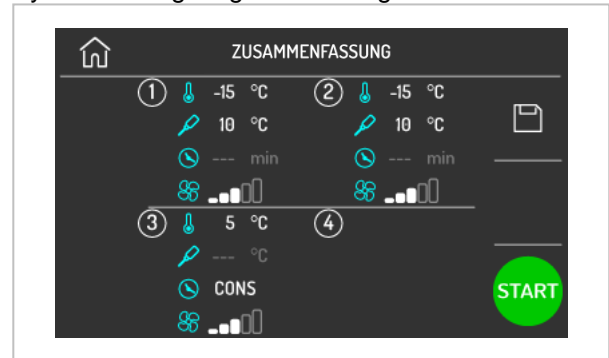 ZUSAMMENFASSUNG
1 -15 °C 2 -15 °C
10 °C 10 °C
--- min --- min
3 5 °C 4
--- °C
CONS
START